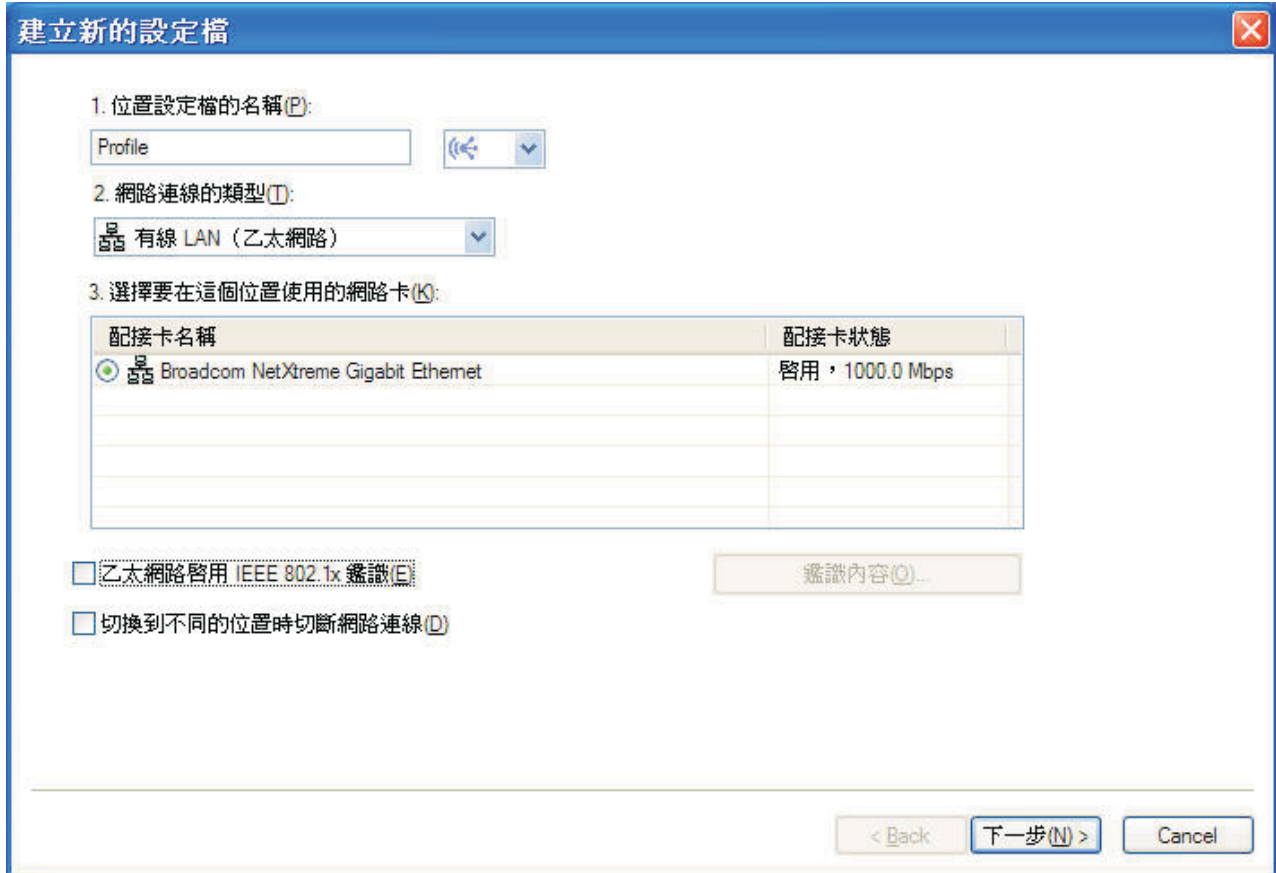 建立新的設定檔
1. 位置設定檔的名稱(P):
Profile
2. 網路連線的類型(T):
有線 LAN（乙太網路）
3. 選擇要在這個位置使用的網路卡(K):
配接卡名稱 配接卡狀態
Broadcom NetXtreme Gigabit Ethernet 啓用，1000.0 Mbps
乙太網路啓用 IEEE 802.1x 鑑識(E) 鑑識內容(O)...
切換到不同的位置時切斷網路連線(D)
< Back 下一步(N) > Cancel